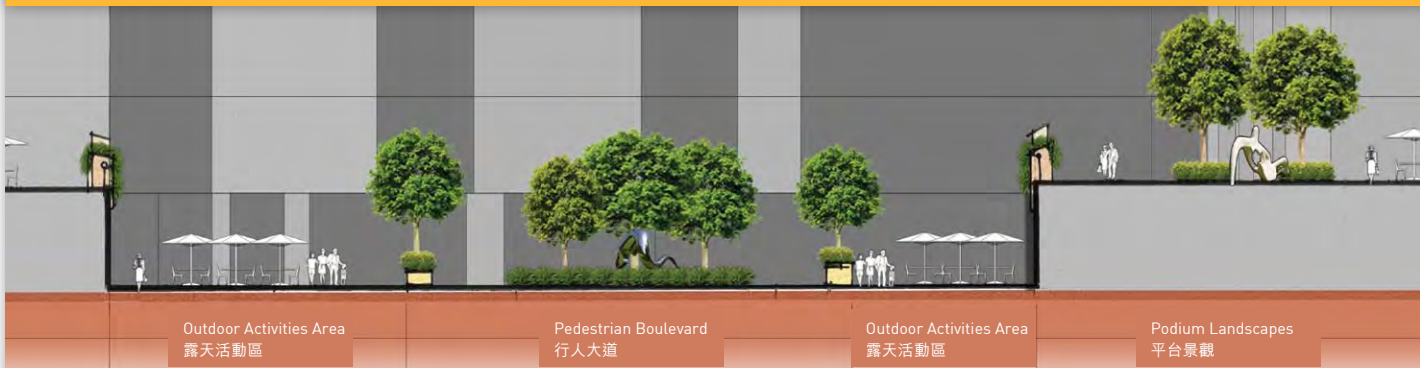 Outdoor Activities Area
露天活動區
Pedestrian Boulevard
行人大道
Outdoor Activities Area
露天活動區
Podium Landscapes
平台景觀